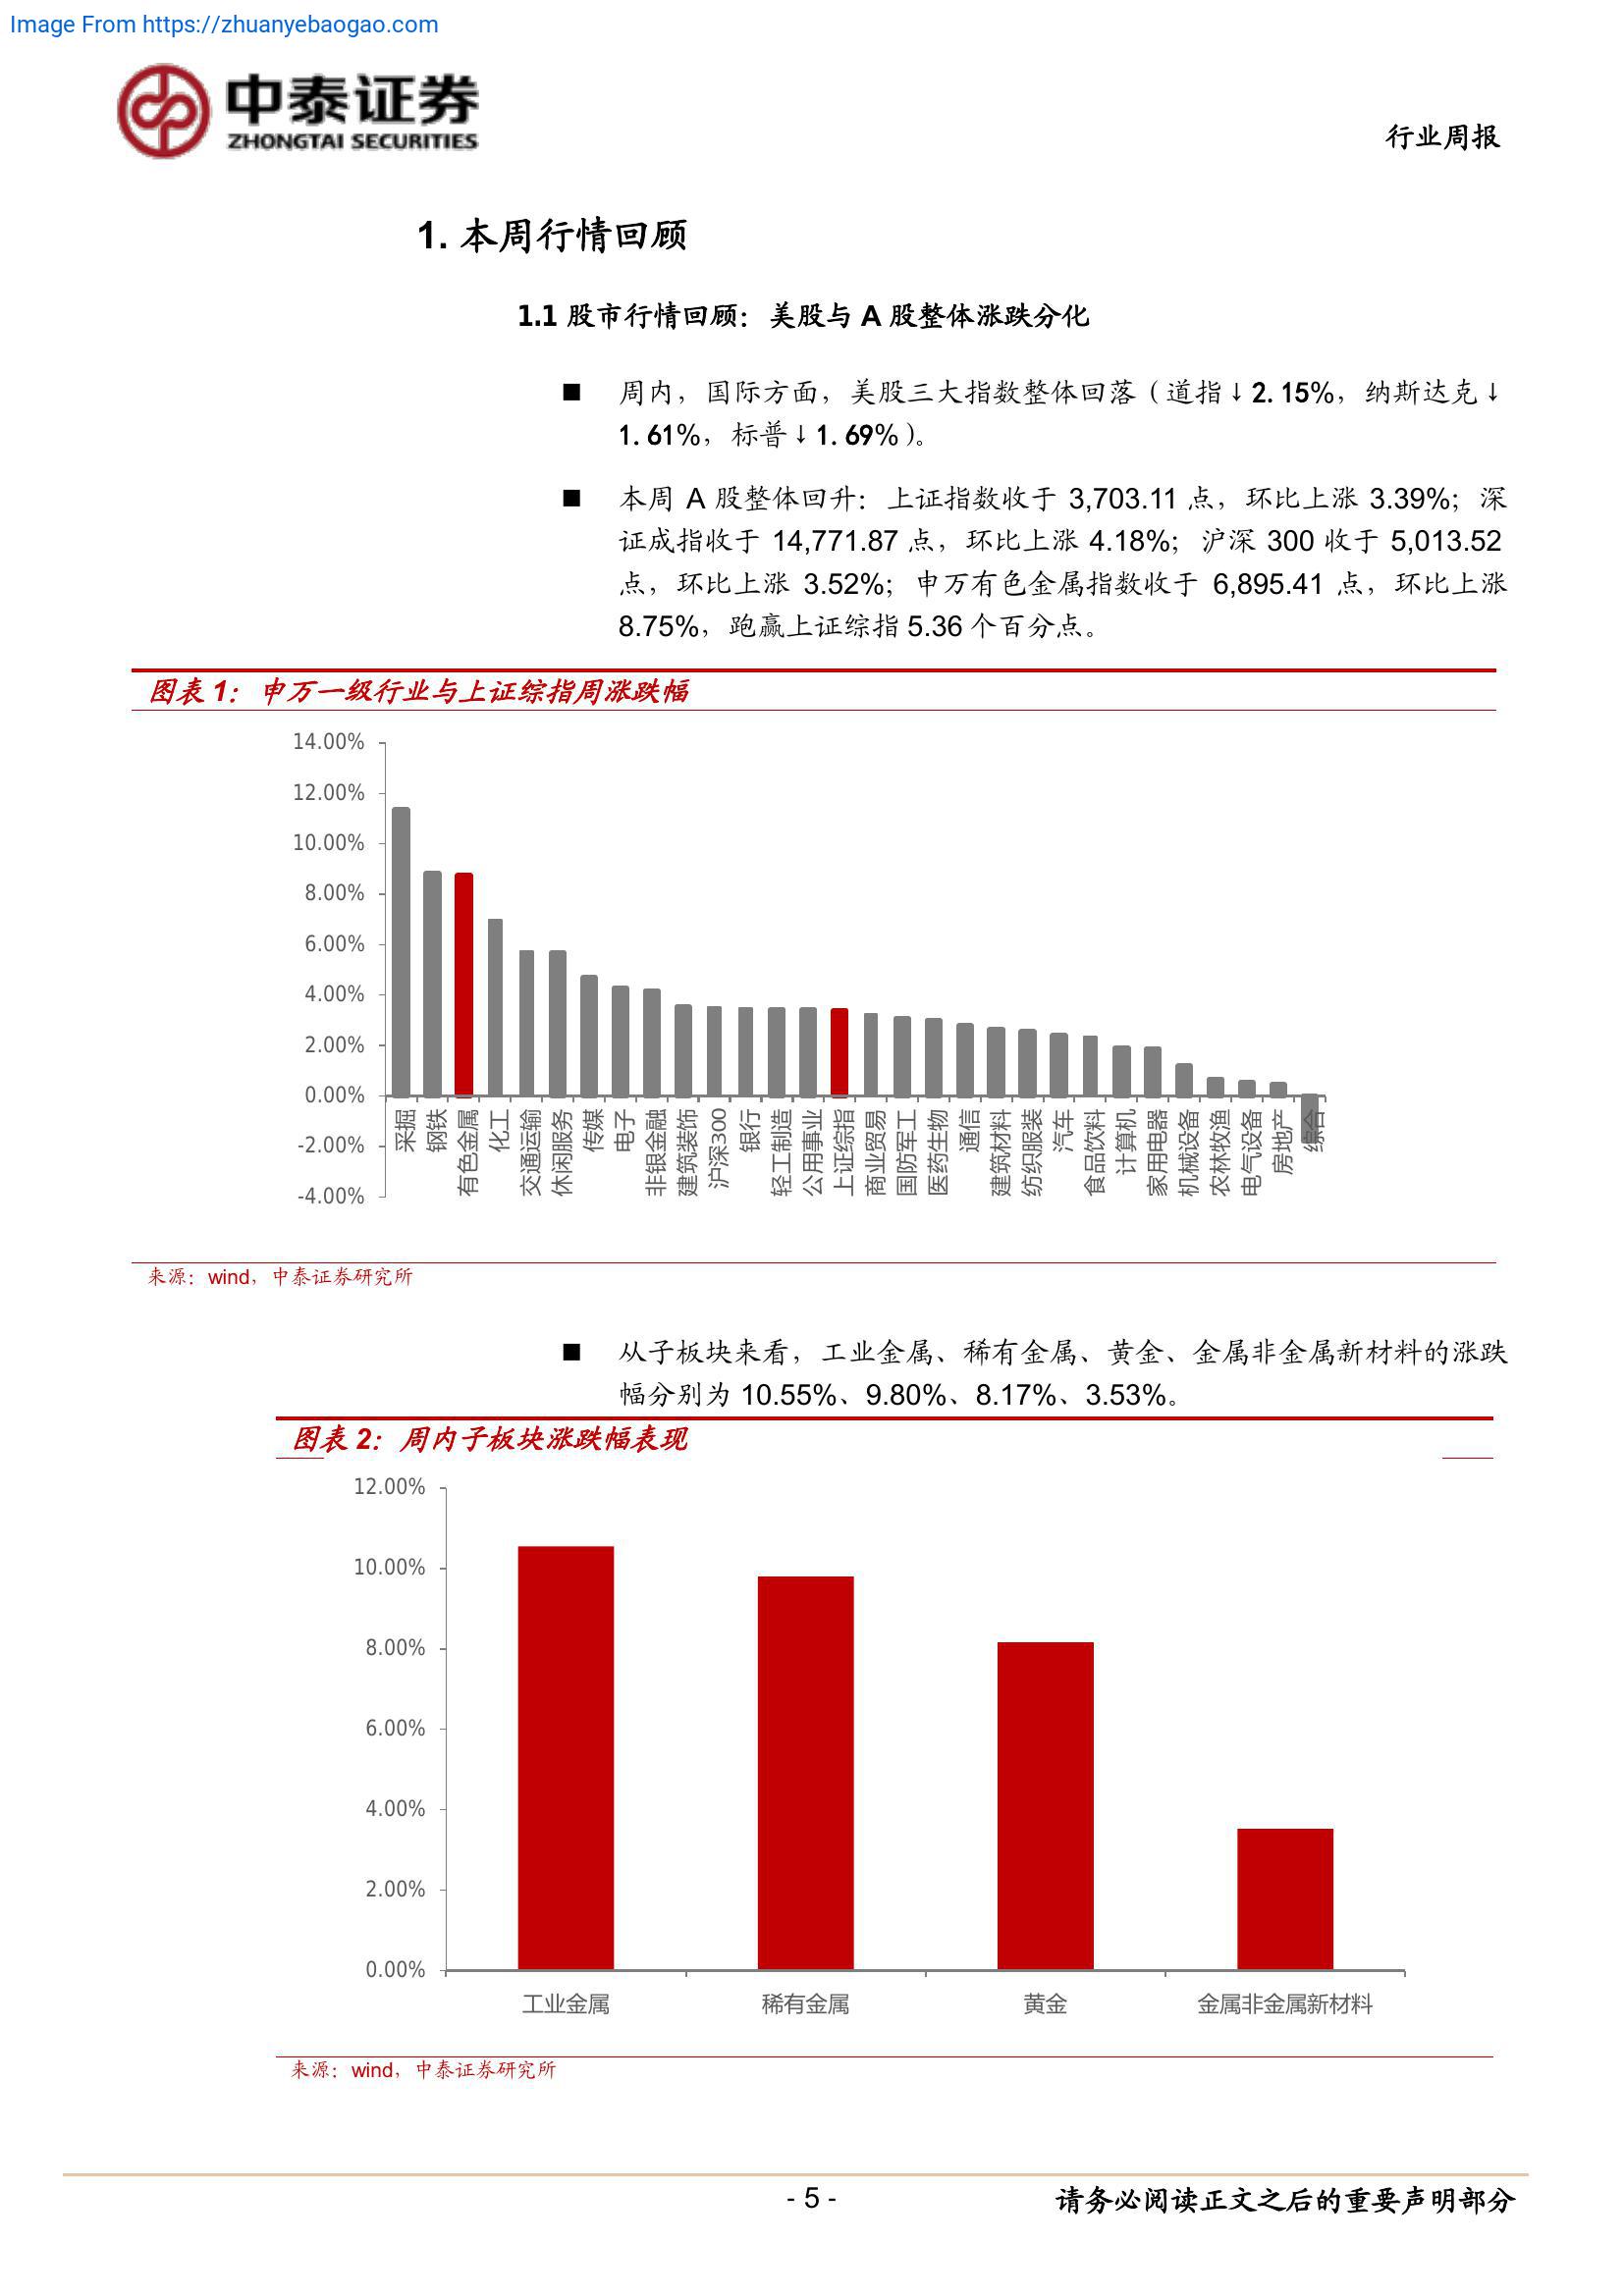 Image From https://zhuanyebaogao.com
中泰证券
ZHONGTAI SECURITIES
行业周报
1. 本周行情回顾
1.1 股市行情回顾：美股与 A 股整体涨跌分化
■ 周内，国际方面，美股三大指数整体回落（道指↓2.15%，纳斯达克↓
1.61%，标普↓1.69%）。
■ 本周 A 股整体回升：上证指数收于 3,703.11 点，环比上涨 3.39%；深
证成指收于 14,771.87 点，环比上涨 4.18%；沪深 300 收于 5,013.52
点，环比上涨 3.52%；申万有色金属指数收于 6,895.41 点，环比上涨
8.75%，跑赢上证综指 5.36 个百分点。
图表 1：申万一级行业与上证综指周涨跌幅
14.00%
12.00%
10.00%
8.00%
6.00%
4.00%
2.00%
0.00%
-2.00%
-4.00%
采掘
钢铁
有色金属
化工
交通运输
休闲服务
传媒
电子
非银金融
建筑装饰
沪深300
银行
轻工制造
公用事业
上证综指
商业贸易
国防军工
医药生物
通信
建筑材料
纺织服装
汽车
食品饮料
计算机
家用电器
机械设备
农林牧渔
电气设备
房地产
综合
来源：wind，中泰证券研究所
■ 从子板块来看，工业金属、稀有金属、黄金、金属非金属新材料的涨跌
幅分别为 10.55%、9.80%、8.17%、3.53%。
图表 2：周内子板块涨跌幅表现
12.00%
10.00%
8.00%
6.00%
4.00%
2.00%
0.00%
工业金属
稀有金属
黄金
金属非金属新材料
来源：wind，中泰证券研究所
- 5 -
请务必阅读正文之后的重要声明部分